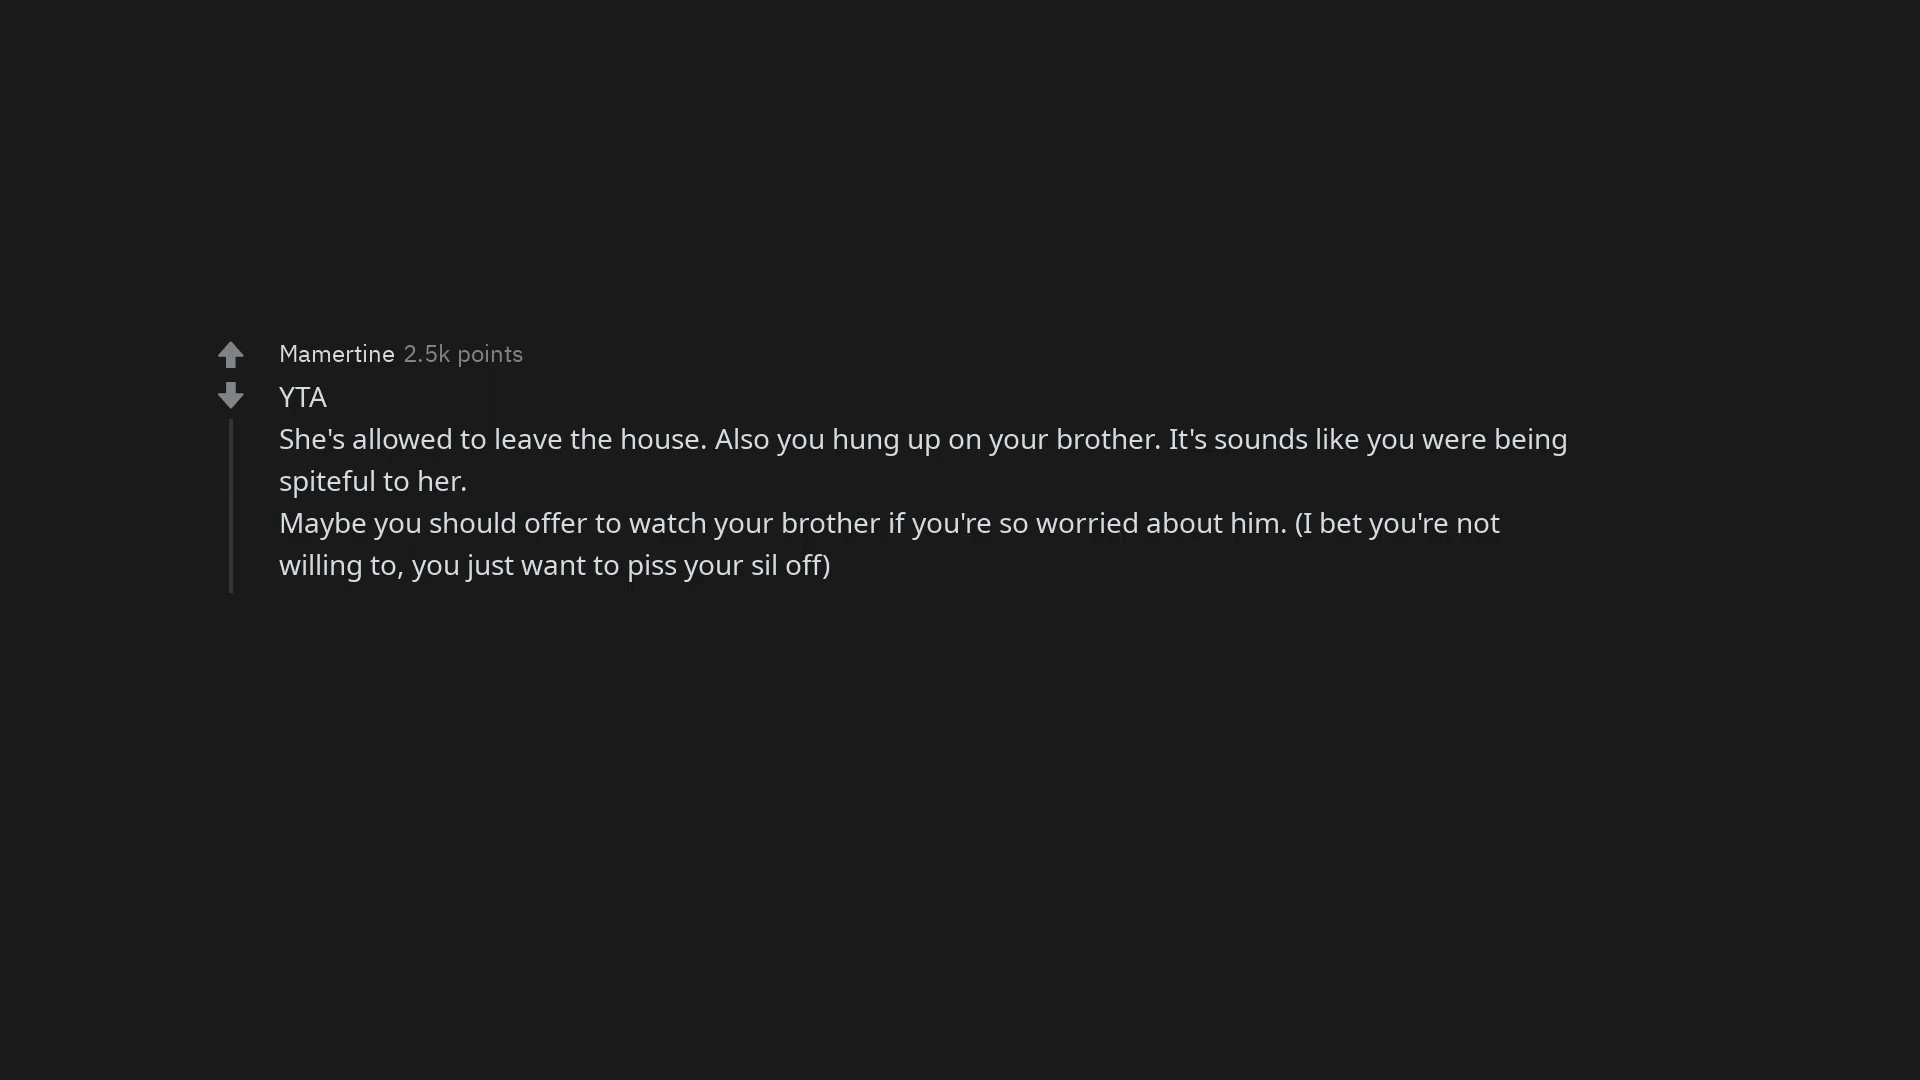 Mamertine 2.5k points
YTA
She's allowed to leave the house. Also you hung up on your brother. It's sounds like you were being
spiteful to her.
Maybe you should offer to watch your brother if you're so worried about him. (I bet you're not
willing to, you just want to piss your sil off)